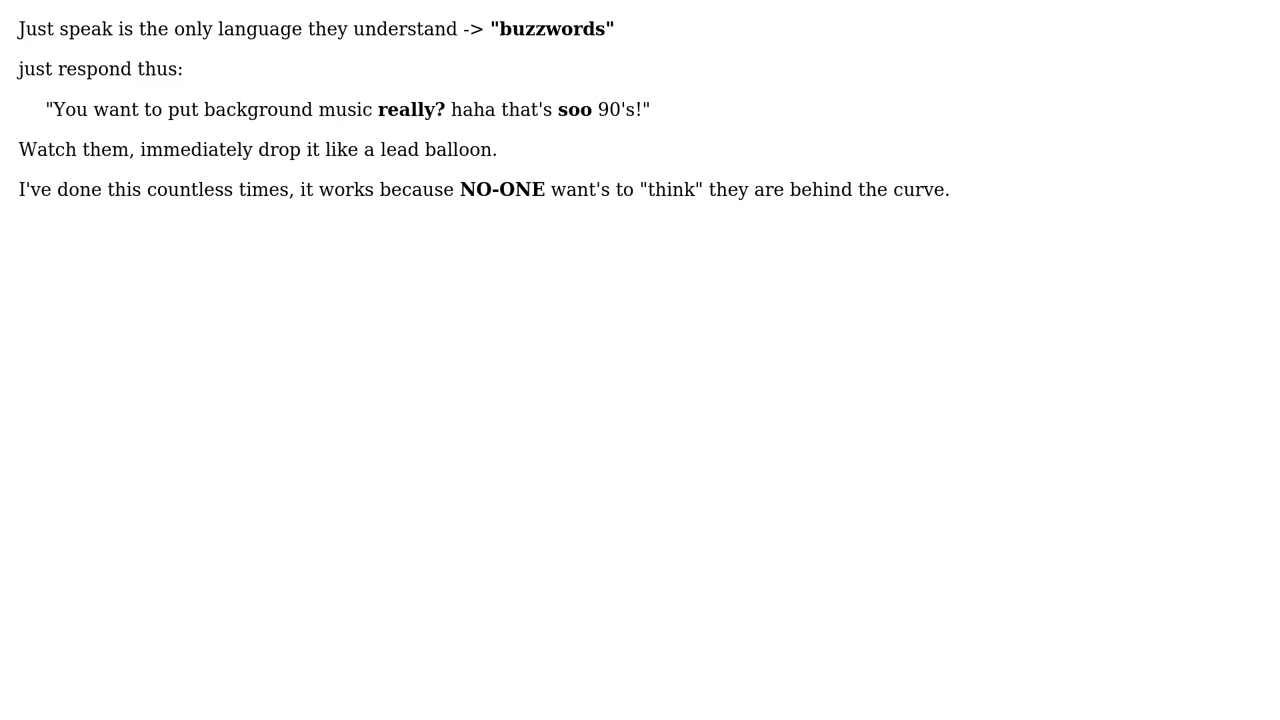 Just speak is the only language they understand -> "buzzwords"
just respond thus:
"You want to put background music really? haha that's soo 90's!"
Watch them, immediately drop it like a lead balloon.
I've done this countless times, it works because NO-ONE want's to "think" they are behind the curve.